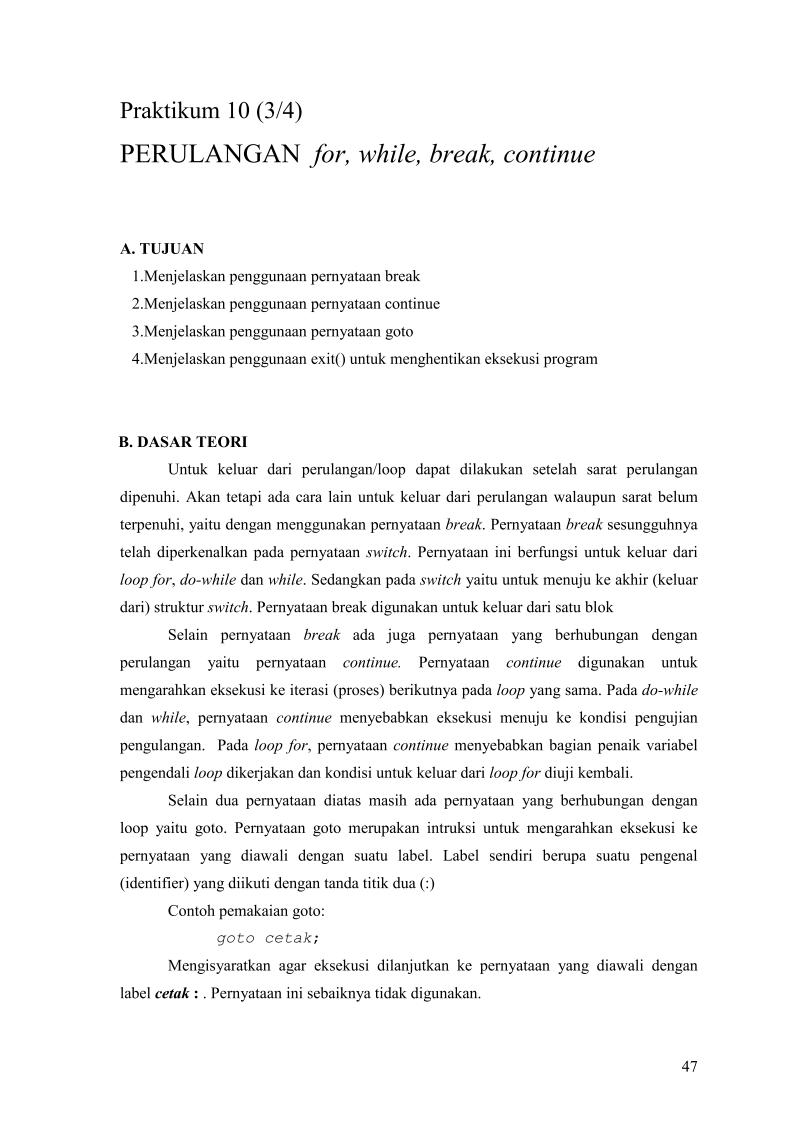 Praktikum 10 (3/4)
PERULANGAN for, while, break, continue
A. TUJUAN
1.Menjelaskan penggunaan pernyataan break
2.Menjelaskan penggunaan pernyataan continue
3.Menjelaskan penggunaan pernyataan goto
4.Menjelaskan penggunaan exit() untuk menghentikan eksekusi program
B. DASAR TEORI
Untuk keluar dari perulangan/loop dapat dilakukan setelah sarat perulangan
dipenuhi. Akan tetapi ada cara lain untuk keluar dari perulangan walaupun sarat belum
terpenuhi, yaitu dengan menggunakan pernyataan break. Pernyataan break sesungguhnya
telah diperkenalkan pada pernyataan switch. Pernyataan ini berfungsi untuk keluar dari
loop for, do-while dan while. Sedangkan pada switch yaitu untuk menuju ke akhir (keluar
dari) struktur switch. Pernyataan break digunakan untuk keluar dari satu blok
Selain pernyataan break ada juga pernyataan yang berhubungan dengan
perulangan yaitu pernyataan continue. Pernyataan continue digunakan untuk
mengarahkan eksekusi ke iterasi (proses) berikutnya pada loop yang sama. Pada do-while
dan while, pernyataan continue menyebabkan eksekusi menuju ke kondisi pengujian
pengulangan. Pada loop for, pernyataan continue menyebabkan bagian penaik variabel
pengendali loop dikerjakan dan kondisi untuk keluar dari loop for diuji kembali.
Selain dua pernyataan diatas masih ada pernyataan yang berhubungan dengan
loop yaitu goto. Pernyataan goto merupakan intruksi untuk mengarahkan eksekusi ke
pernyataan yang diawali dengan suatu label. Label sendiri berupa suatu pengenal
(identifier) yang diikuti dengan tanda titik dua (:)
Contoh pemakaian goto:
goto cetak;
Mengisyaratkan agar eksekusi dilanjutkan ke pernyataan yang diawali dengan
label cetak : . Pernyataan ini sebaiknya tidak digunakan.
47